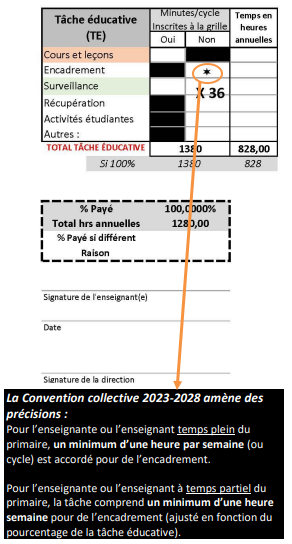 Tâche éducative (TE)
Minutes/cycle
Inscrites à la grille
Oui Non
Temps en heures annuelles
Cours et leçons
Encadrement *
Surveillance
X 36
Récupération
Activités étudiantes
Autres :
TOTAL TÂCHE ÉDUCATIVE 1380 828,00
Si 100% 1380 828
% Payé 100,0000%
Total hrs annuelles 1280,00
% Payé si différent
Raison
Signature de l'enseignant(e)
Date
Signature de la direction
La Convention collective 2023-2028 amène des
précisions :
Pour l'enseignante ou l'enseignant temps plein du
primaire, un minimum d'une heure par semaine (ou
cycle) est accordé pour de l'encadrement.
Pour l'enseignante ou l'enseignant à temps partiel du
primaire, la tâche comprend un minimum d'une heure
semaine pour de l'encadrement (ajusté en fonction du
pourcentage de la tâche éducative).